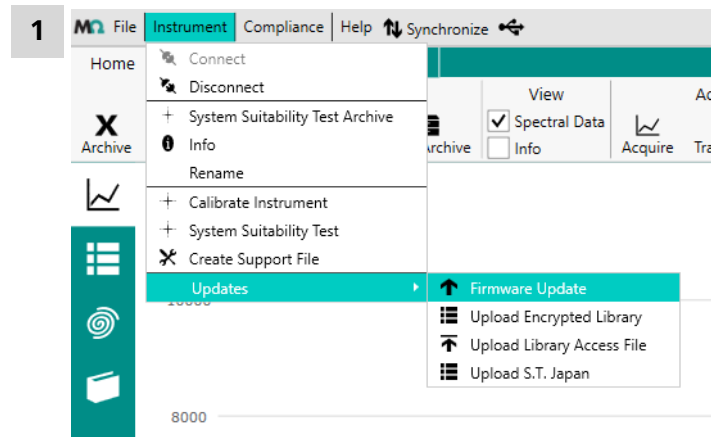 1
MΩ File Instrument Compliance Help Synchronize
Home Connect
Disconnect
View
System Suitability Test Archive
Spectral Data
Archive Info Info Acquire
Rename
Calibrate Instrument
System Suitability Test
Create Support File
Updates Firmware Update
10000
Upload Encrypted Library
Upload Library Access File
Upload S.T. Japan
8000